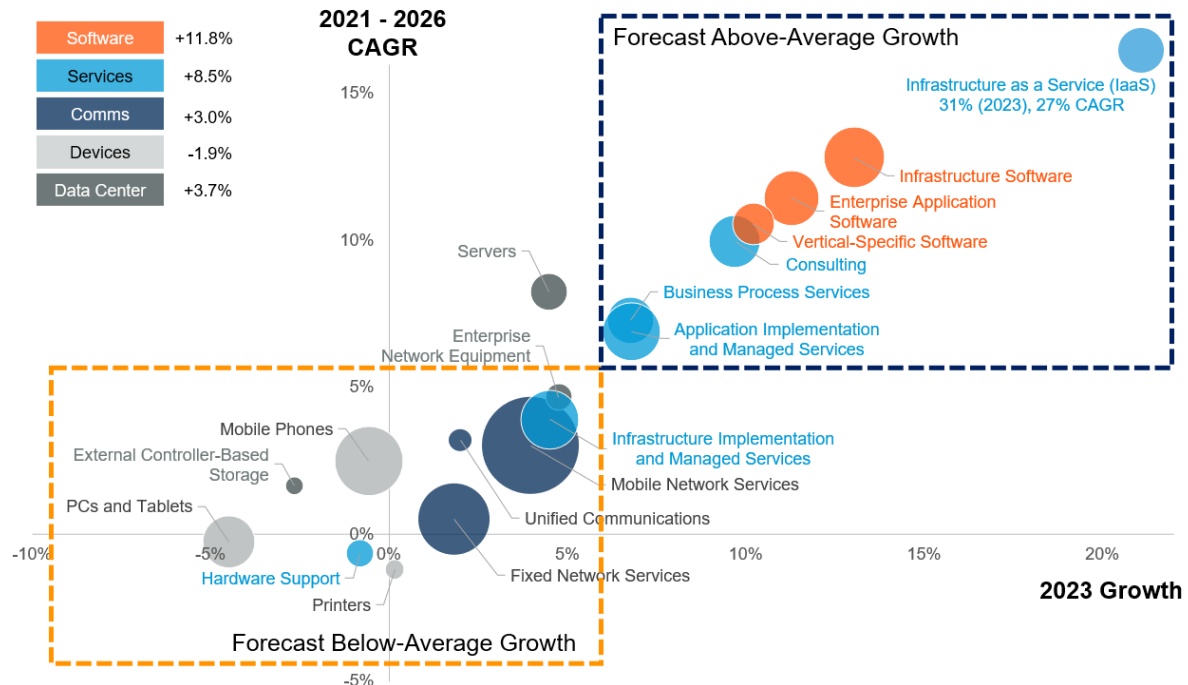 2021 - 2026
CAGR
Software +11.8%
Services +8.5%
Comms +3.0%
Devices -1.9%
Data Center +3.7%
Forecast Above-Average Growth
Infrastructure as a Service (IaaS)
31% (2023), 27% CAGR
Infrastructure Software
Enterprise Application
Software
Vertical-Specific Software
Consulting
Business Process Services
Application Implementation
and Managed Services
Servers
Enterprise
Network Equipment
Mobile Phones
External Controller-Based
Storage
PCs and Tablets
Hardware Support
Printers
Infrastructure Implementation
and Managed Services
Mobile Network Services
Unified Communications
Fixed Network Services
Forecast Below-Average Growth
15%
10%
5%
0%
-5%
-10%
-5%
0%
5%
10%
15%
20%
2023 Growth